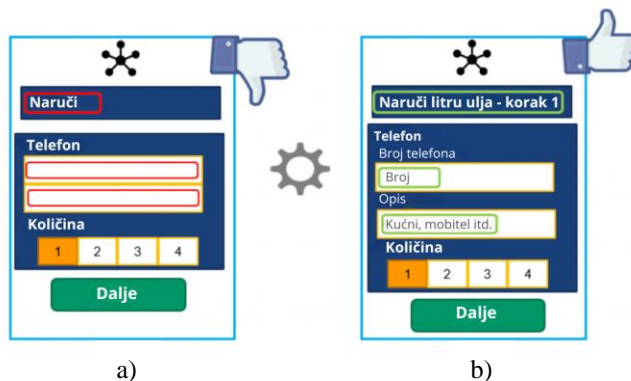 Naruči
Telefon
Količina
1 2 3 4
Dalje
a)
Naruči litru ulja - korak 1
Telefon
Broj telefona
Broj
Opis
Kućni, mobitel itd.
Količina
1 2 3 4
Dalje
b)